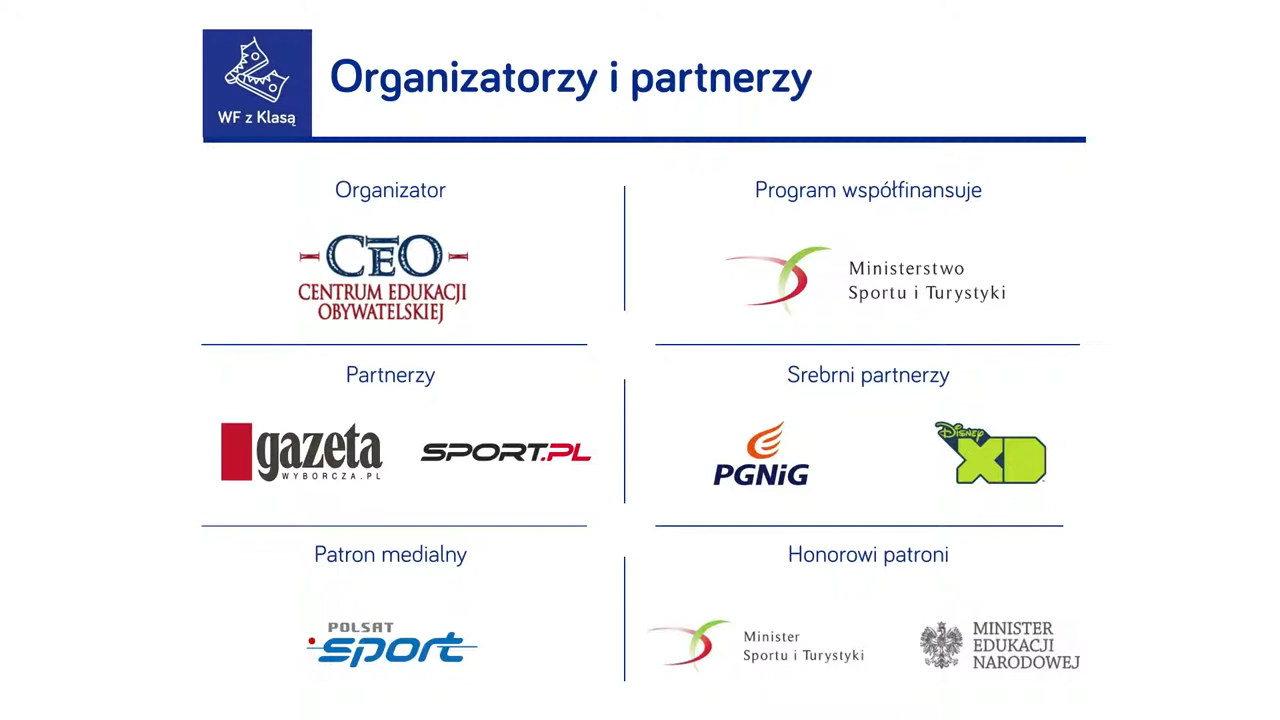 WF z Klasą
Organizatorzy i partnerzy
Organizator
CEO
CENTRUM EDUKACJI
OBYWATELSKIEJ
Program współfinansuje
Ministerstwo
Sportu i Turystyki
Partnerzy
gazeta
WYBORCZA.PL
SPORT.PL
Srebrni partnerzy
PGNiG
Disney
XD
Patron medialny
POLSAT
sport
Honorowi patroni
Minister
Sportu i Turystyki
MINISTER
EDUKACJI
NARODOWEJ